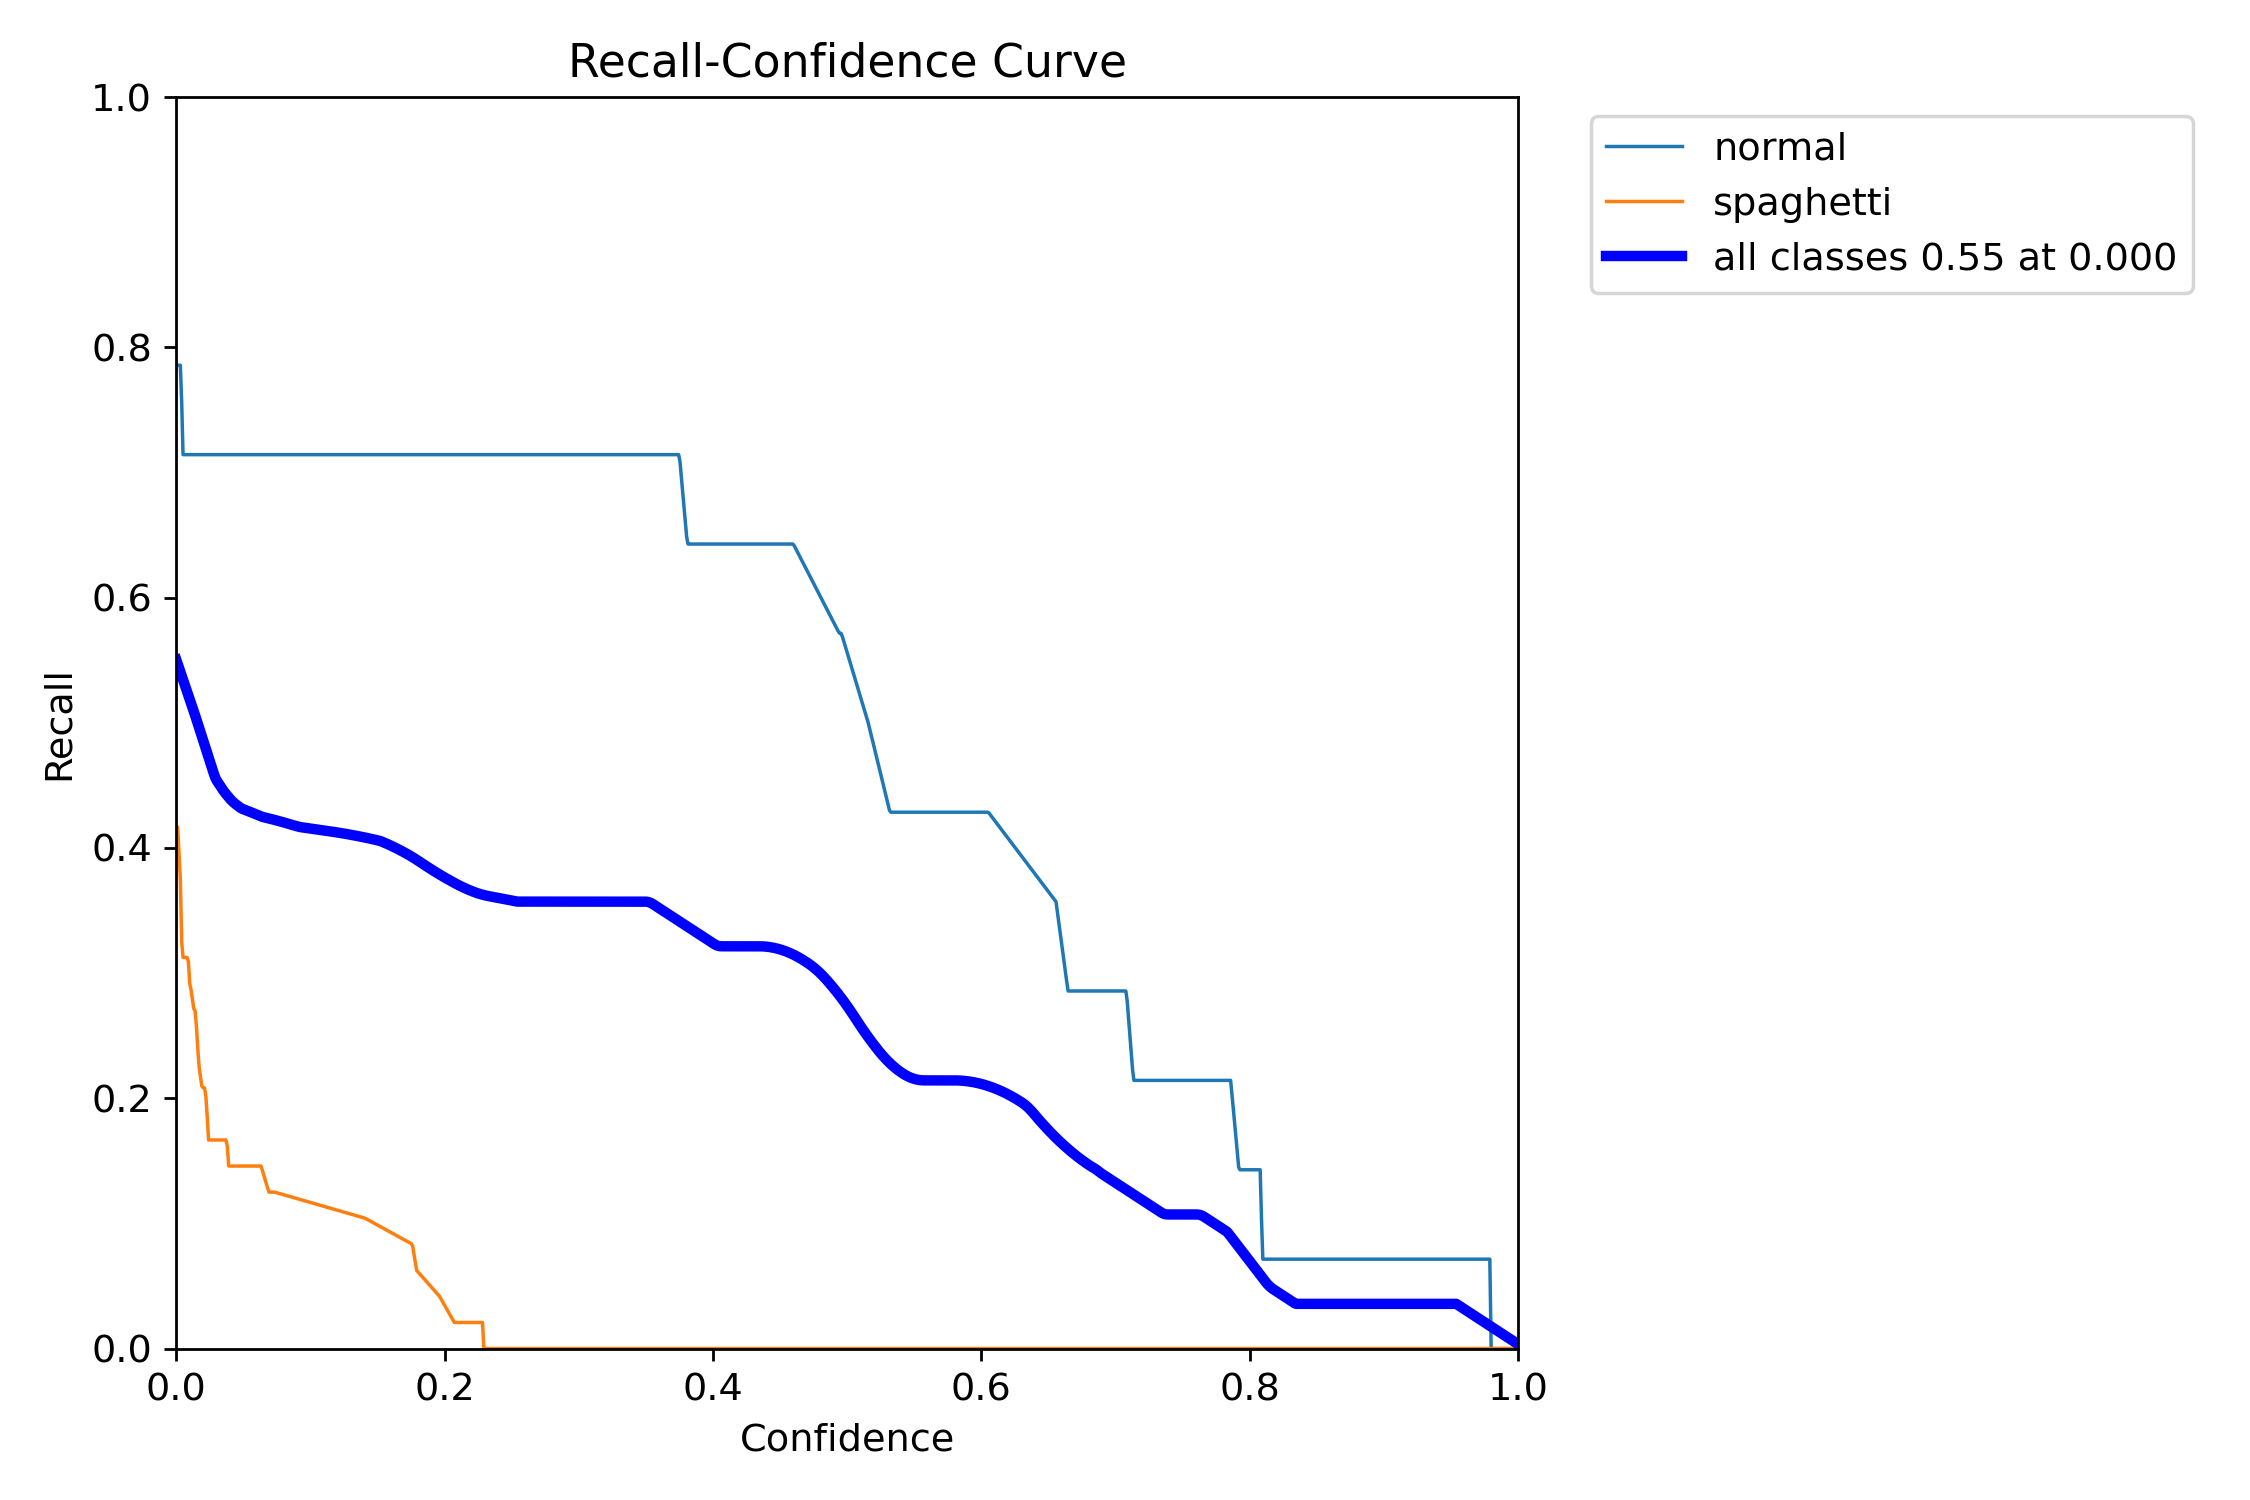 Recall-Confidence Curve
1.0
0.8
0.6
0.4
0.2
0.0
Recall
0.0 0.2 0.4 0.6 0.8 1.0
Confidence
normal
spaghetti
all classes 0.55 at 0.000